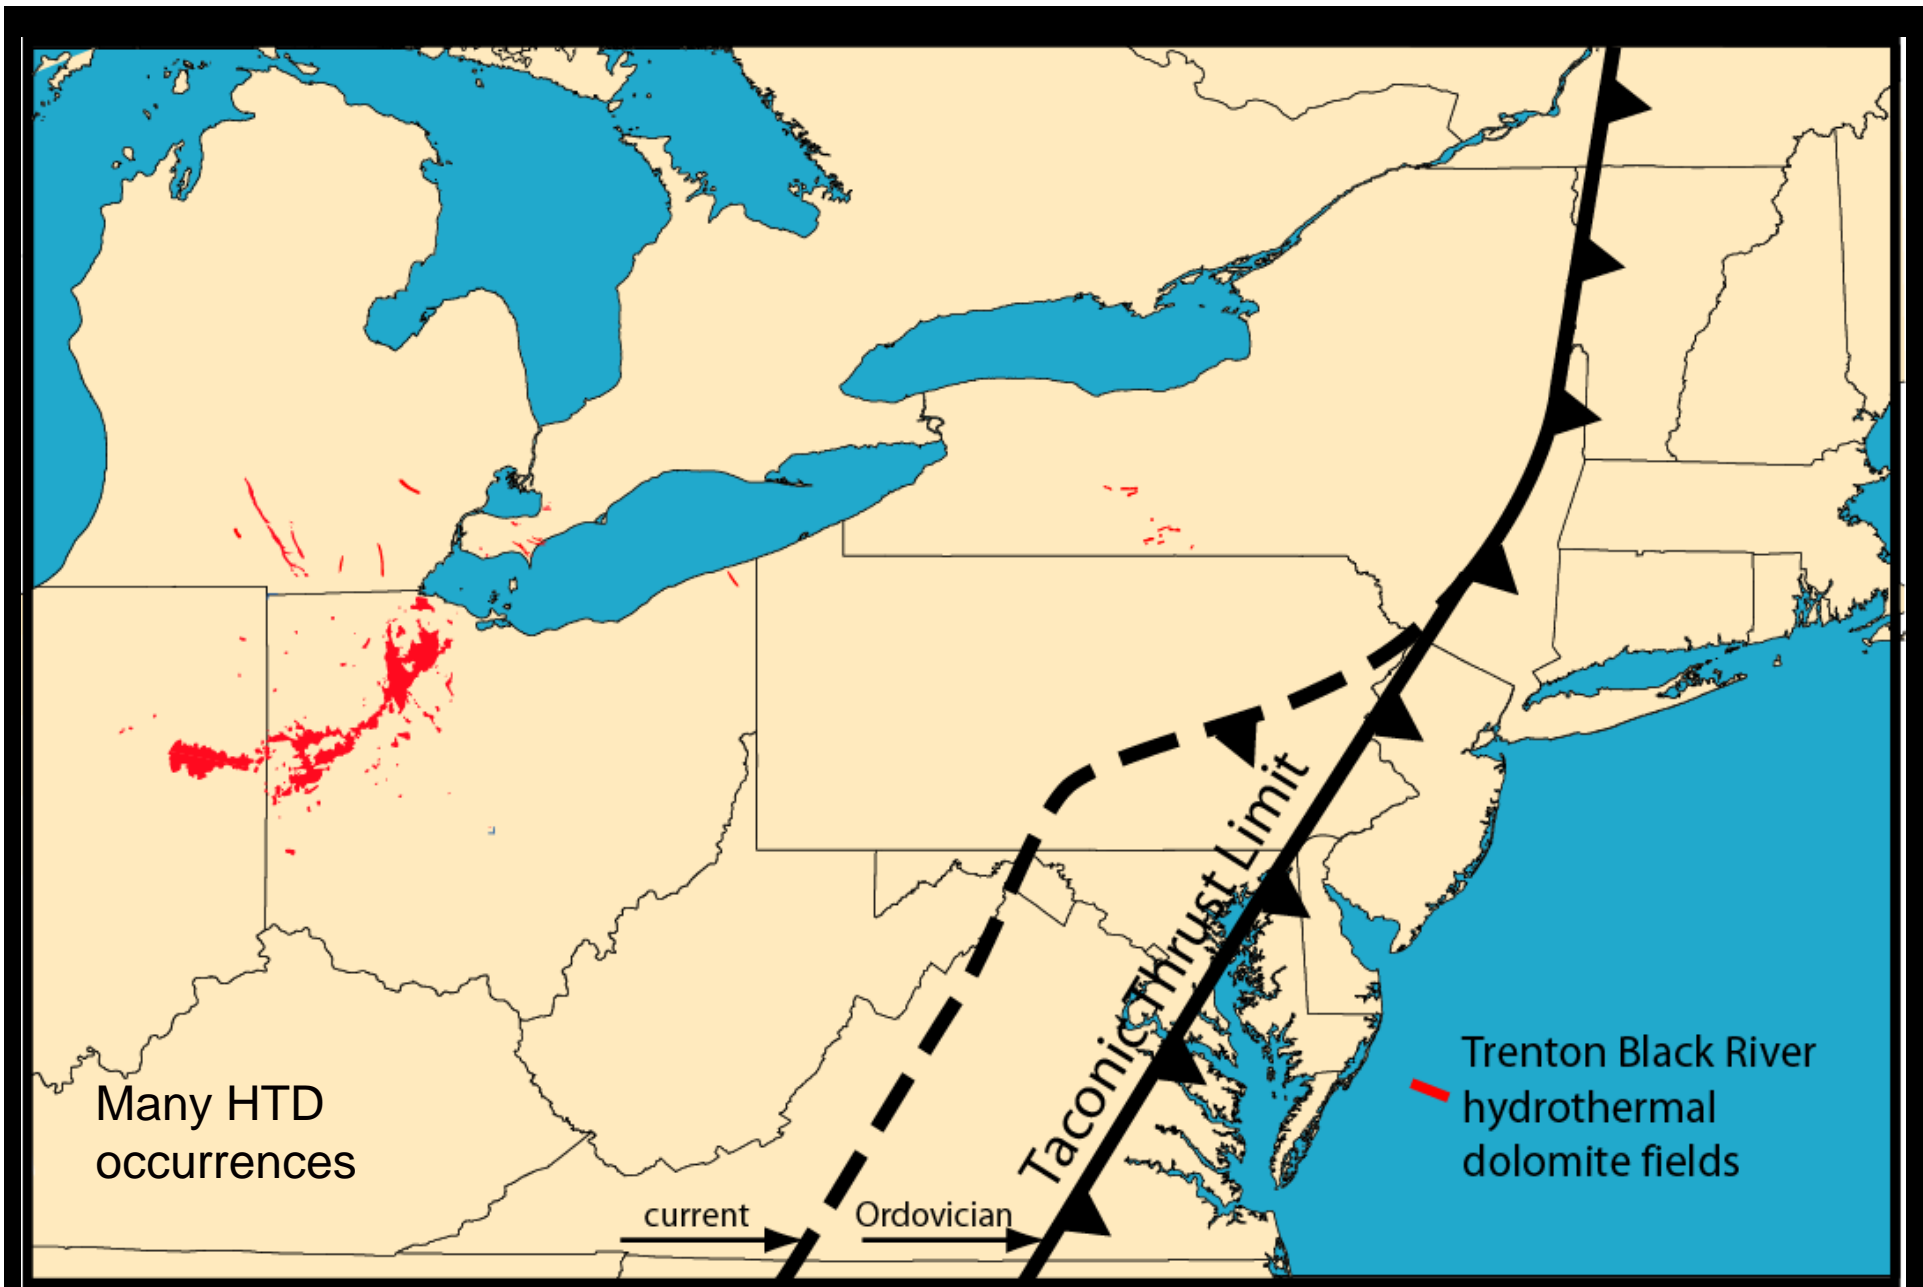 Taconic Thrust Limit
Trenton Black River
hydrothermal
dolomite fields
Many HTD
occurrences
current
Ordovician